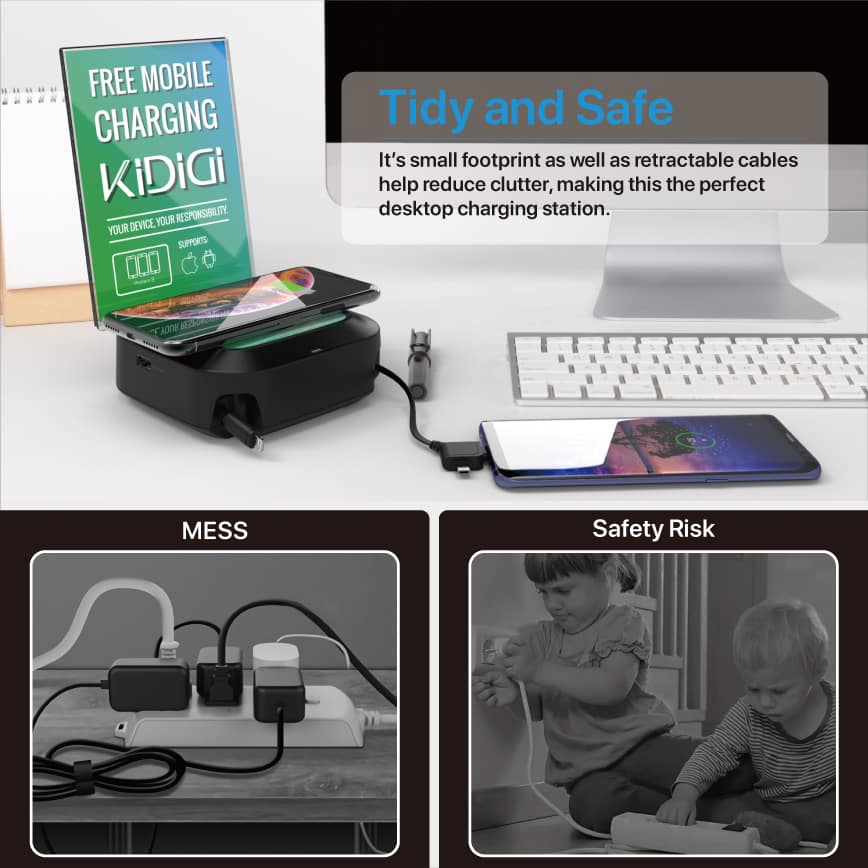 FREE MOBILE
CHARGING
KiDiGi
YOUR DEVICE, YOUR RESPONSIBILITY.
SUPPORTS:
Tidy and Safe
It's small footprint as well as retractable cables
help reduce clutter, making this the perfect
desktop charging station.
MESS
Safety Risk